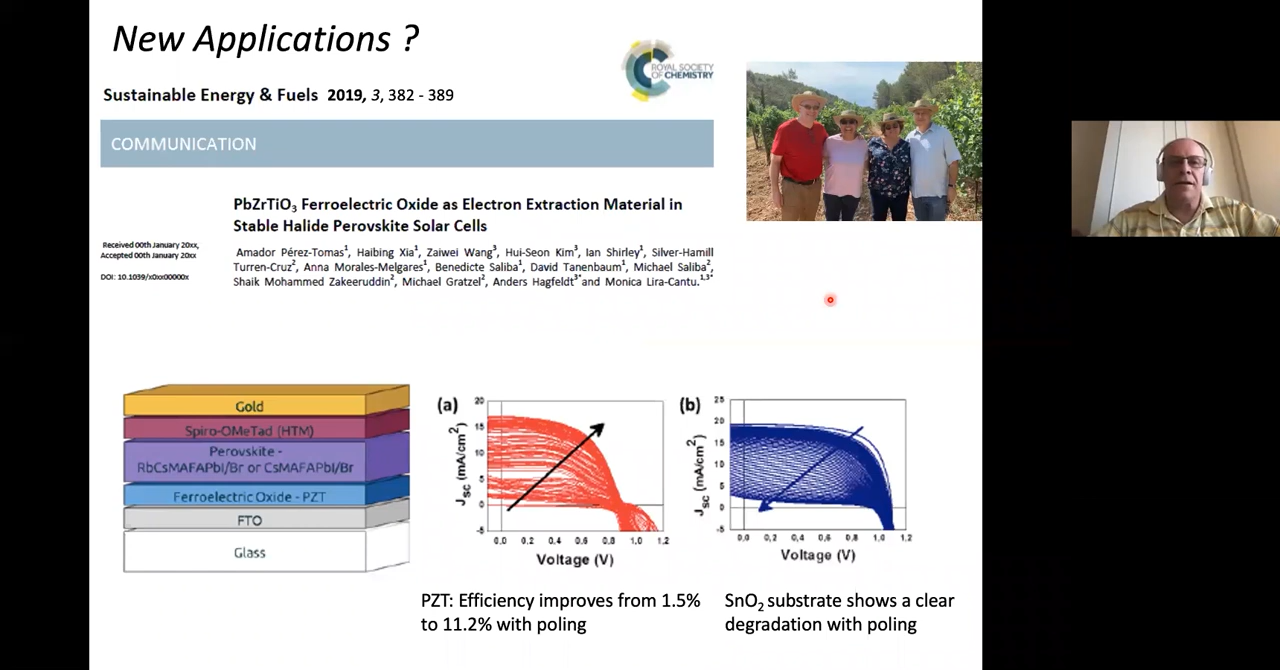 New Applications ?
ROYAL SOCIETY
OF CHEMISTRY
Sustainable Energy & Fuels 2019, 3, 382 - 389
COMMUNICATION
PbZrTiO3 Ferroelectric Oxide as Electron Extraction Material in
Stable Halide Perovskite Solar Cells
Received 00th January 20xx,
Accepted 00th January 20xx
DOI: 10.1039/x0xx00000x
Amador Pérez-Tomas1, Haibing Xia1, Zaiwei Wang3, Hui-Seon Kim3, Ian Shirley1, Silver-Hamill
Turren-Cruz2, Anna Morales-Melgares1, Benedicte Saliba1, David Tanenbaum1, Michael Saliba2,
Shaik Mohammed Zakeeruddin2, Michael Gratzel2, Anders Hagfeldt3* and Monica Lira-Cantu.1,3*
Gold
Spiro-OMeTad (HTM)
Perovskite -
RbCsMAFAPbI/Br or CsMAFAPbI/Br
Ferroelectric Oxide - PZT
FTO
Glass
(a)
Jsc (mA/cm2)
20
15
10
5
0
-5
0,0 0,2 0,4 0,6 0,8 1,0 1,2
Voltage (V)
(b)
Jsc (mA/cm2)
25
20
15
10
5
0
-5
0,0 0,2 0,4 0,6 0,8 1,0 1,2
Voltage (V)
PZT: Efficiency improves from 1.5%
to 11.2% with poling
SnO2 substrate shows a clear
degradation with poling